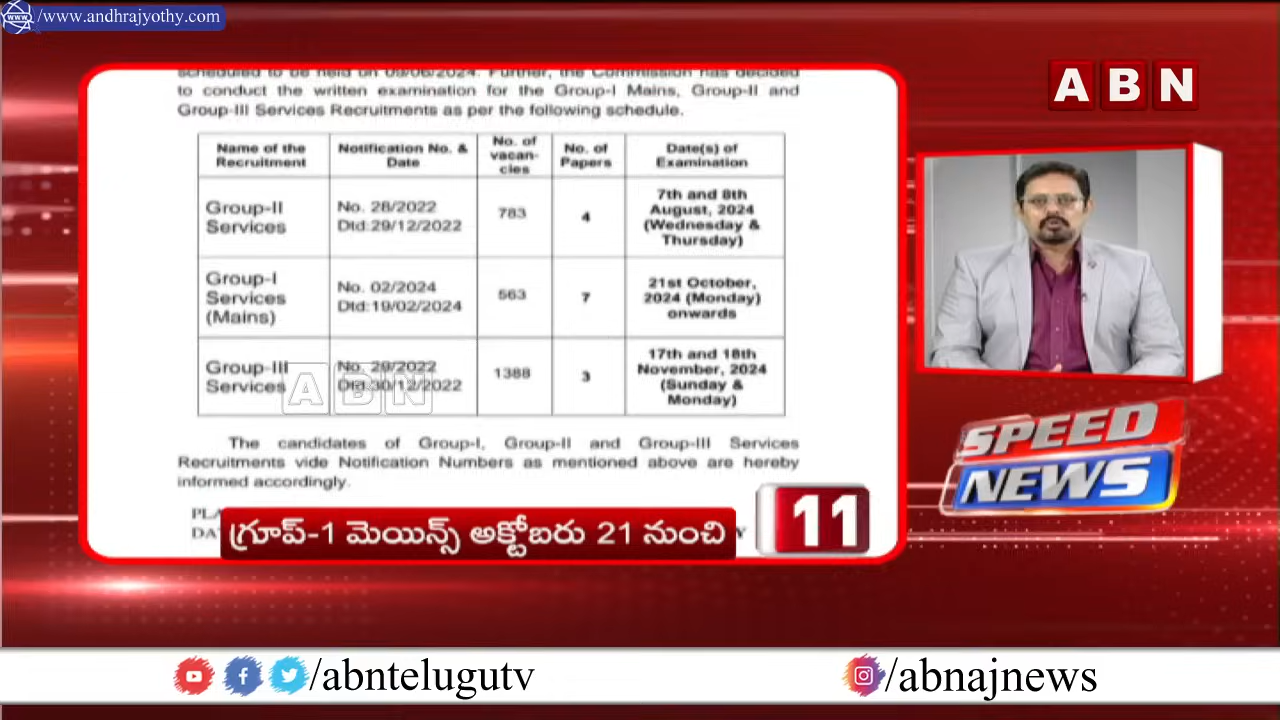 /www.andhrajyothy.com
scheduled to be held on 09/06/2024. Further, the Commission has decided
to conduct the written examination for the Group-I Mains, Group-II and
Group-III Services Recruitments as per the following schedule.
Name of the Recruitment
Notification No. & Date
No. of vacan-cies
No. of Papers
Date(s) of Examination
Group-II Services
No. 28/2022
Dtd:29/12/2022
783
4
7th and 8th
August, 2024
(Wednesday &
Thursday)
Group-I
Services
(Mains)
No. 02/2024
Dtd:19/02/2024
563
7
21st October,
2024 (Monday)
onwards
Group-III
Services
No. 29/2022
Dtd:30/12/2022
1388
3
17th and 18th
November, 2024
(Sunday &
Monday)
ABN
The candidates of Group-I, Group-II and Group-III Services
Recruitments vide Notification Numbers as mentioned above are hereby
informed accordingly.
గ్రూప్-1 మెయిన్స్ అక్టోబరు 21 నుంచి
11
ABN
SPEED
NEWS
/abntelugutv
/abnajnews